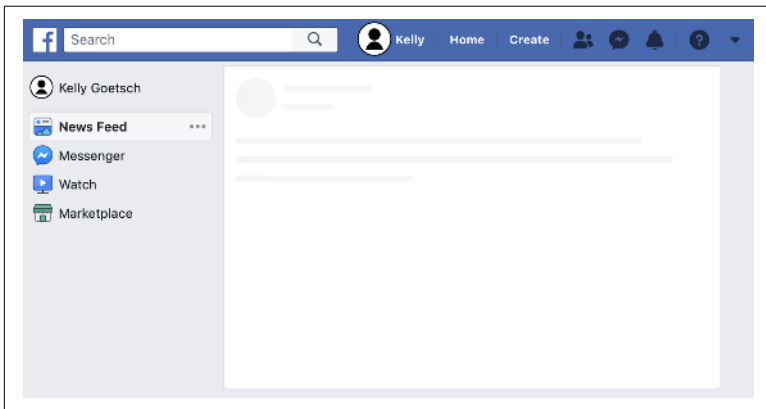 f Search Kelly Home Create
Kelly Goetsch
News Feed
Messenger
Watch
Marketplace